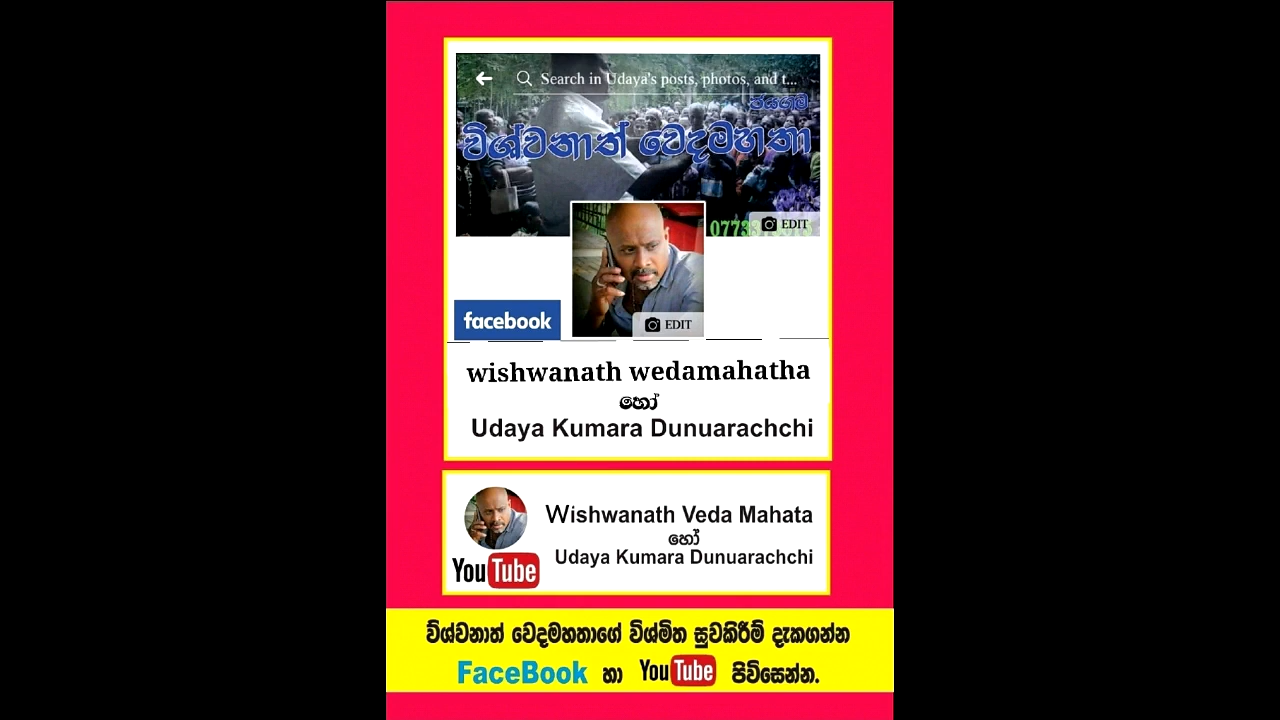 Search in Udaya's posts, photos, and t...
විශ්වනාත් වෙදමහතා
EDIT
EDIT
facebook
wishwanath wedamahatha
හෝ
Udaya Kumara Dunuarachchi
Wishwanath Veda Mahata
හෝ
Udaya Kumara Dunuarachchi
YouTube
විශ්වනාත් වෙදමහතාගේ විශ්මිත සුවකිරීම් දැකගන්න
FaceBook හා YouTube පිවිසෙන්න.